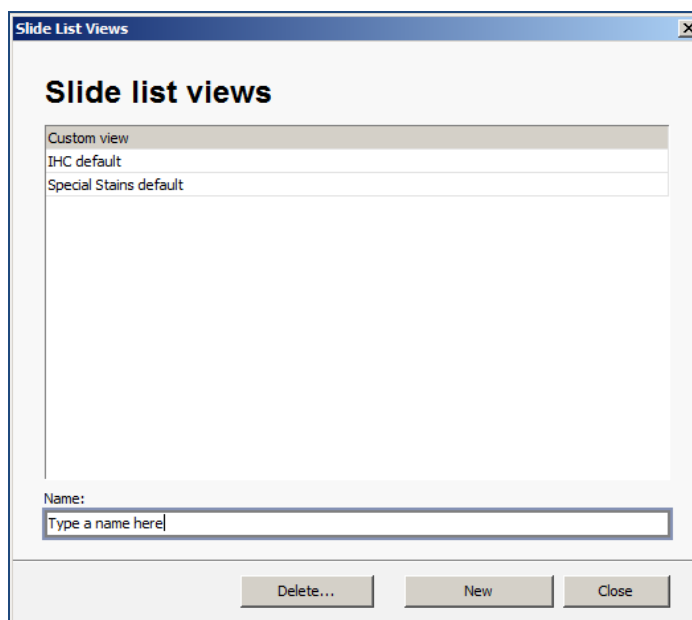 Slide List Views
Slide list views
Custom view
IHC default
Special Stains default
Name:
Type a name here
Delete... New Close